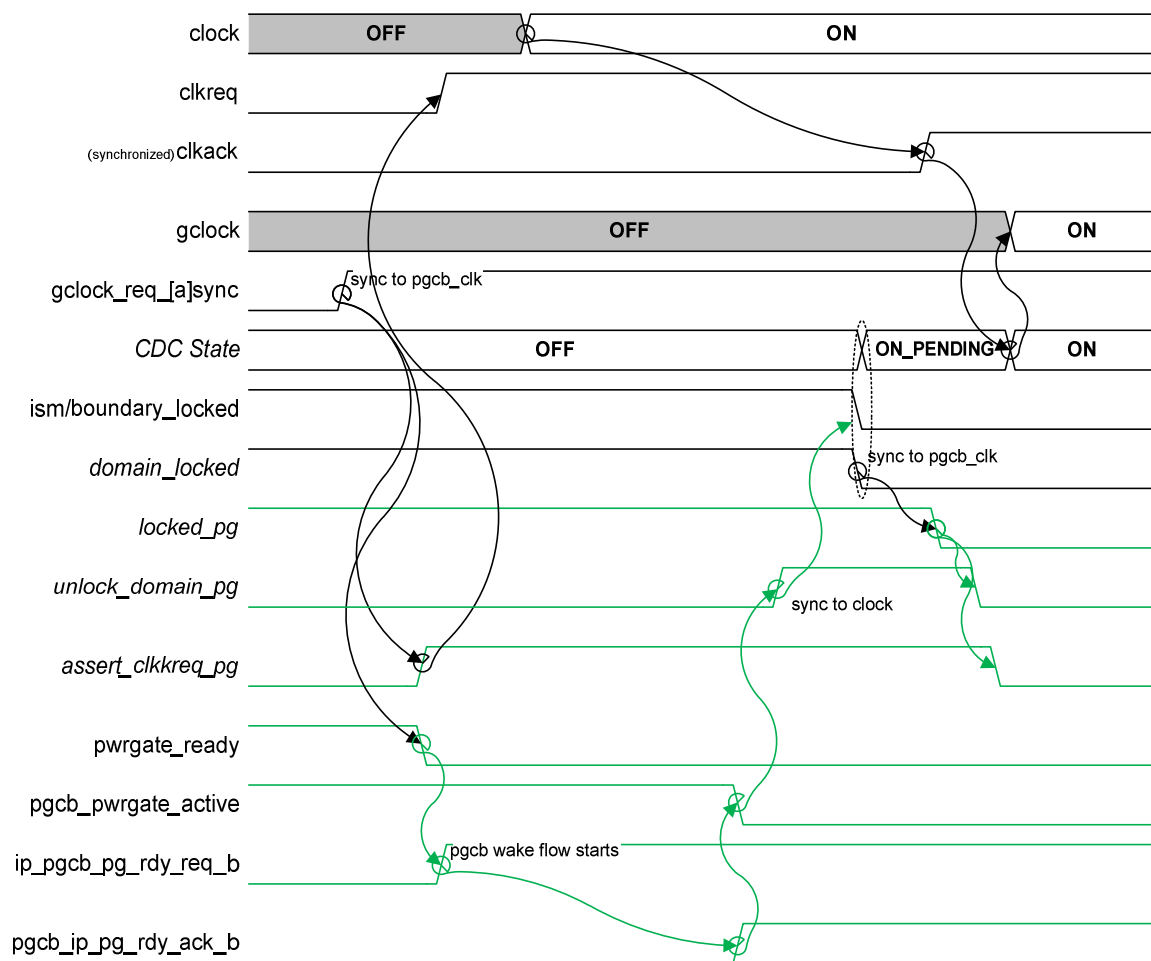 clock OFF ON
clkreq
(synchronized) clkack
gclock OFF ON
gclock_req_[a]sync sync to pgcb_clk
CDC State OFF ON_PENDING ON
ism/boundary_locked
domain_locked sync to pgcb_clk
locked_pg
unlock_domain_pg sync to clock
assert_clkkreq_pg
pwrgate_ready
pgcb_pwrgate_active
ip_pgcb_pg_rdy_req_b pgcb wake flow starts
pgcb_ip_pg_rdy_ack_b